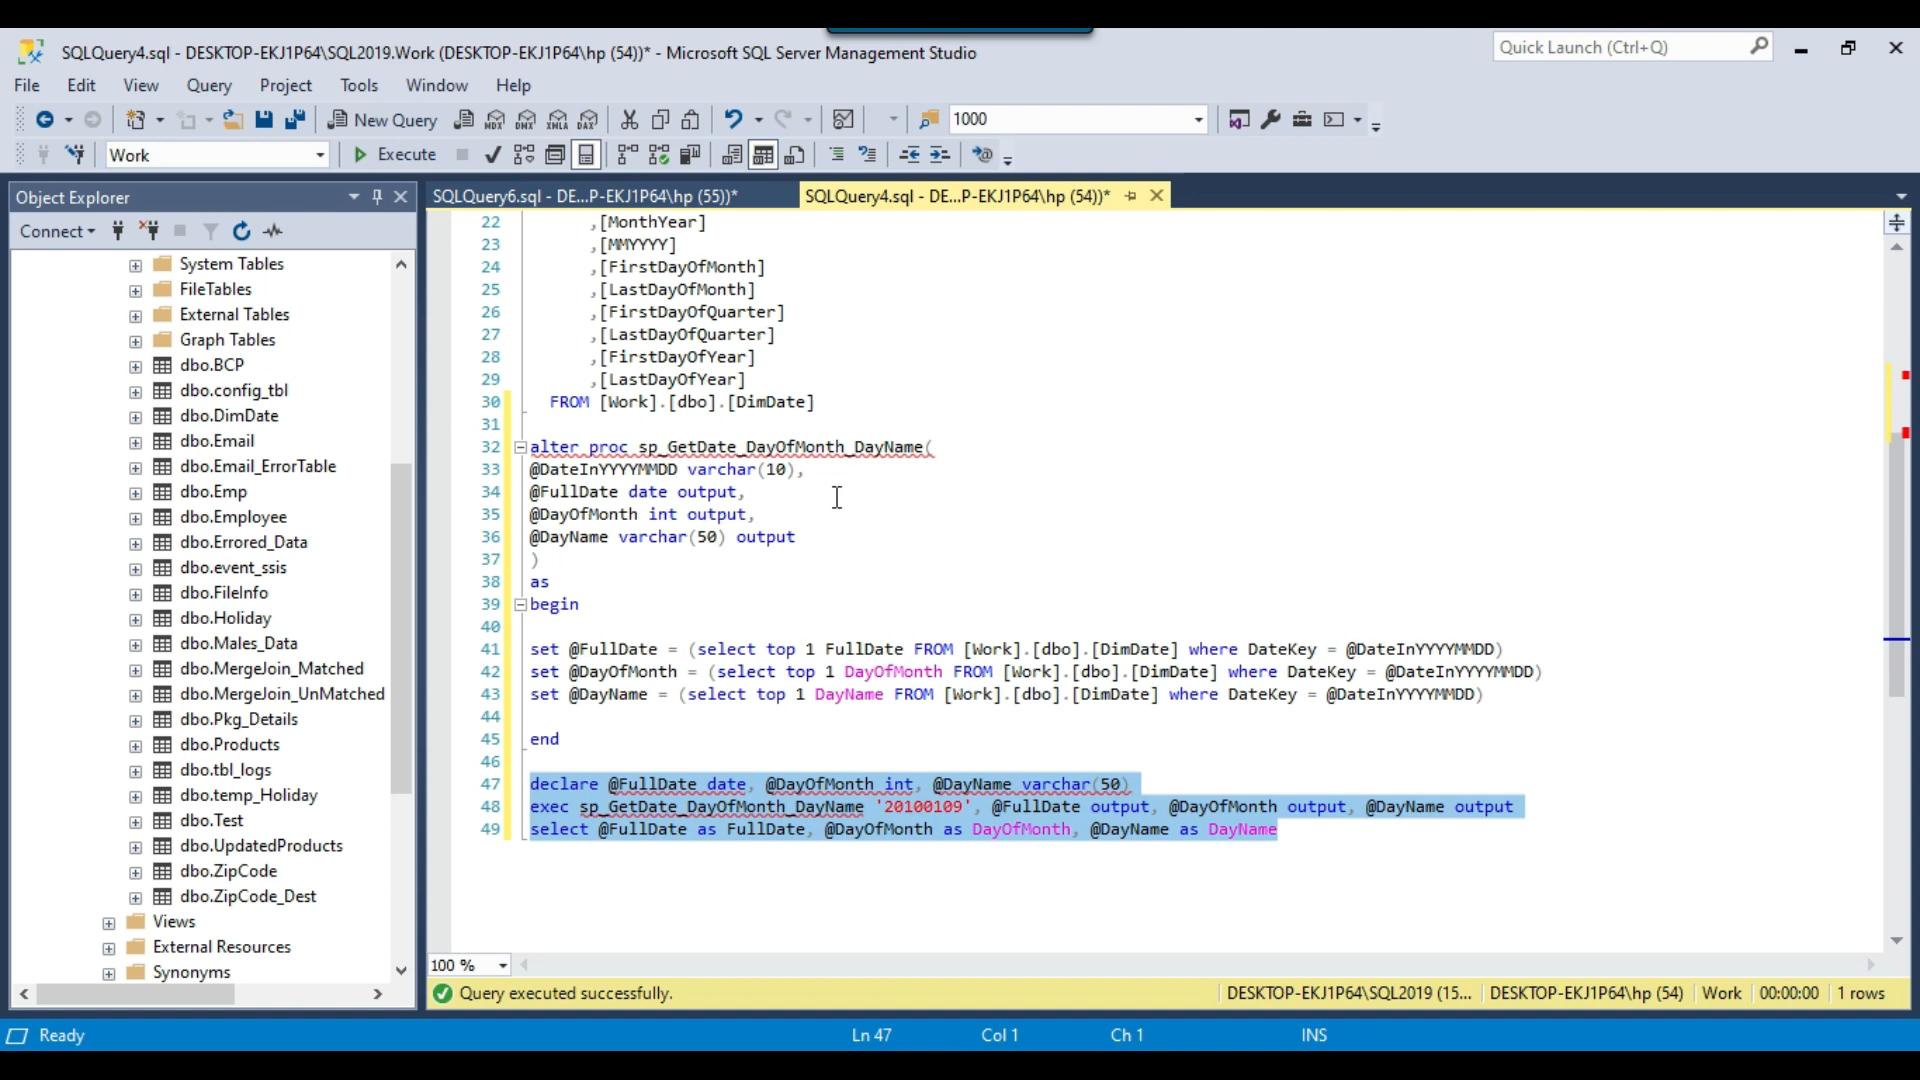 SQLQuery4.sql - DESKTOP-EKJ1P64\SQL2019.Work (DESKTOP-EKJ1P64\hp (54))* - Microsoft SQL Server Management Studio
Quick Launch (Ctrl+Q)
File Edit View Query Project Tools Window Help
New Query MDX DMX XMLA DAX 1000
Work Execute
Object Explorer
SQLQuery6.sql - DE...P-EKJ1P64\hp (55))*
SQLQuery4.sql - DE...P-EKJ1P64\hp (54))*
Connect
System Tables
FileTables
External Tables
Graph Tables
dbo.BCP
dbo.config_tbl
dbo.DimDate
dbo.Email
dbo.Email_ErrorTable
dbo.Emp
dbo.Employee
dbo.Errored_Data
dbo.event_ssis
dbo.FileInfo
dbo.Holiday
dbo.Males_Data
dbo.MergeJoin_Matched
dbo.MergeJoin_UnMatched
dbo.Pkg_Details
dbo.Products
dbo.tbl_logs
dbo.temp_Holiday
dbo.Test
dbo.UpdatedProducts
dbo.ZipCode
dbo.ZipCode_Dest
Views
External Resources
Synonyms
22 ,[MonthYear]
23 ,[MMYYYY]
24 ,[FirstDayOfMonth]
25 ,[LastDayOfMonth]
26 ,[FirstDayOfQuarter]
27 ,[LastDayOfQuarter]
28 ,[FirstDayOfYear]
29 ,[LastDayOfYear]
30 FROM [Work].[dbo].[DimDate]
31
32 alter proc sp_GetDate_DayOfMonth_DayName(
33 @DateInYYYYMMDD varchar(10),
34 @FullDate date output,
35 @DayOfMonth int output,
36 @DayName varchar(50) output
37 )
38 as
39 begin
40
41 set @FullDate = (select top 1 FullDate FROM [Work].[dbo].[DimDate] where DateKey = @DateInYYYYMMDD)
42 set @DayOfMonth = (select top 1 DayOfMonth FROM [Work].[dbo].[DimDate] where DateKey = @DateInYYYYMMDD)
43 set @DayName = (select top 1 DayName FROM [Work].[dbo].[DimDate] where DateKey = @DateInYYYYMMDD)
44
45 end
46
47 declare @FullDate date, @DayOfMonth int, @DayName varchar(50)
48 exec sp_GetDate_DayOfMonth_DayName '20100109', @FullDate output, @DayOfMonth output, @DayName output
49 select @FullDate as FullDate, @DayOfMonth as DayOfMonth, @DayName as DayName
100 %
Query executed successfully. DESKTOP-EKJ1P64\SQL2019 (15... DESKTOP-EKJ1P64\hp (54) Work 00:00:00 1 rows
Ready Ln 47 Col 1 Ch 1 INS